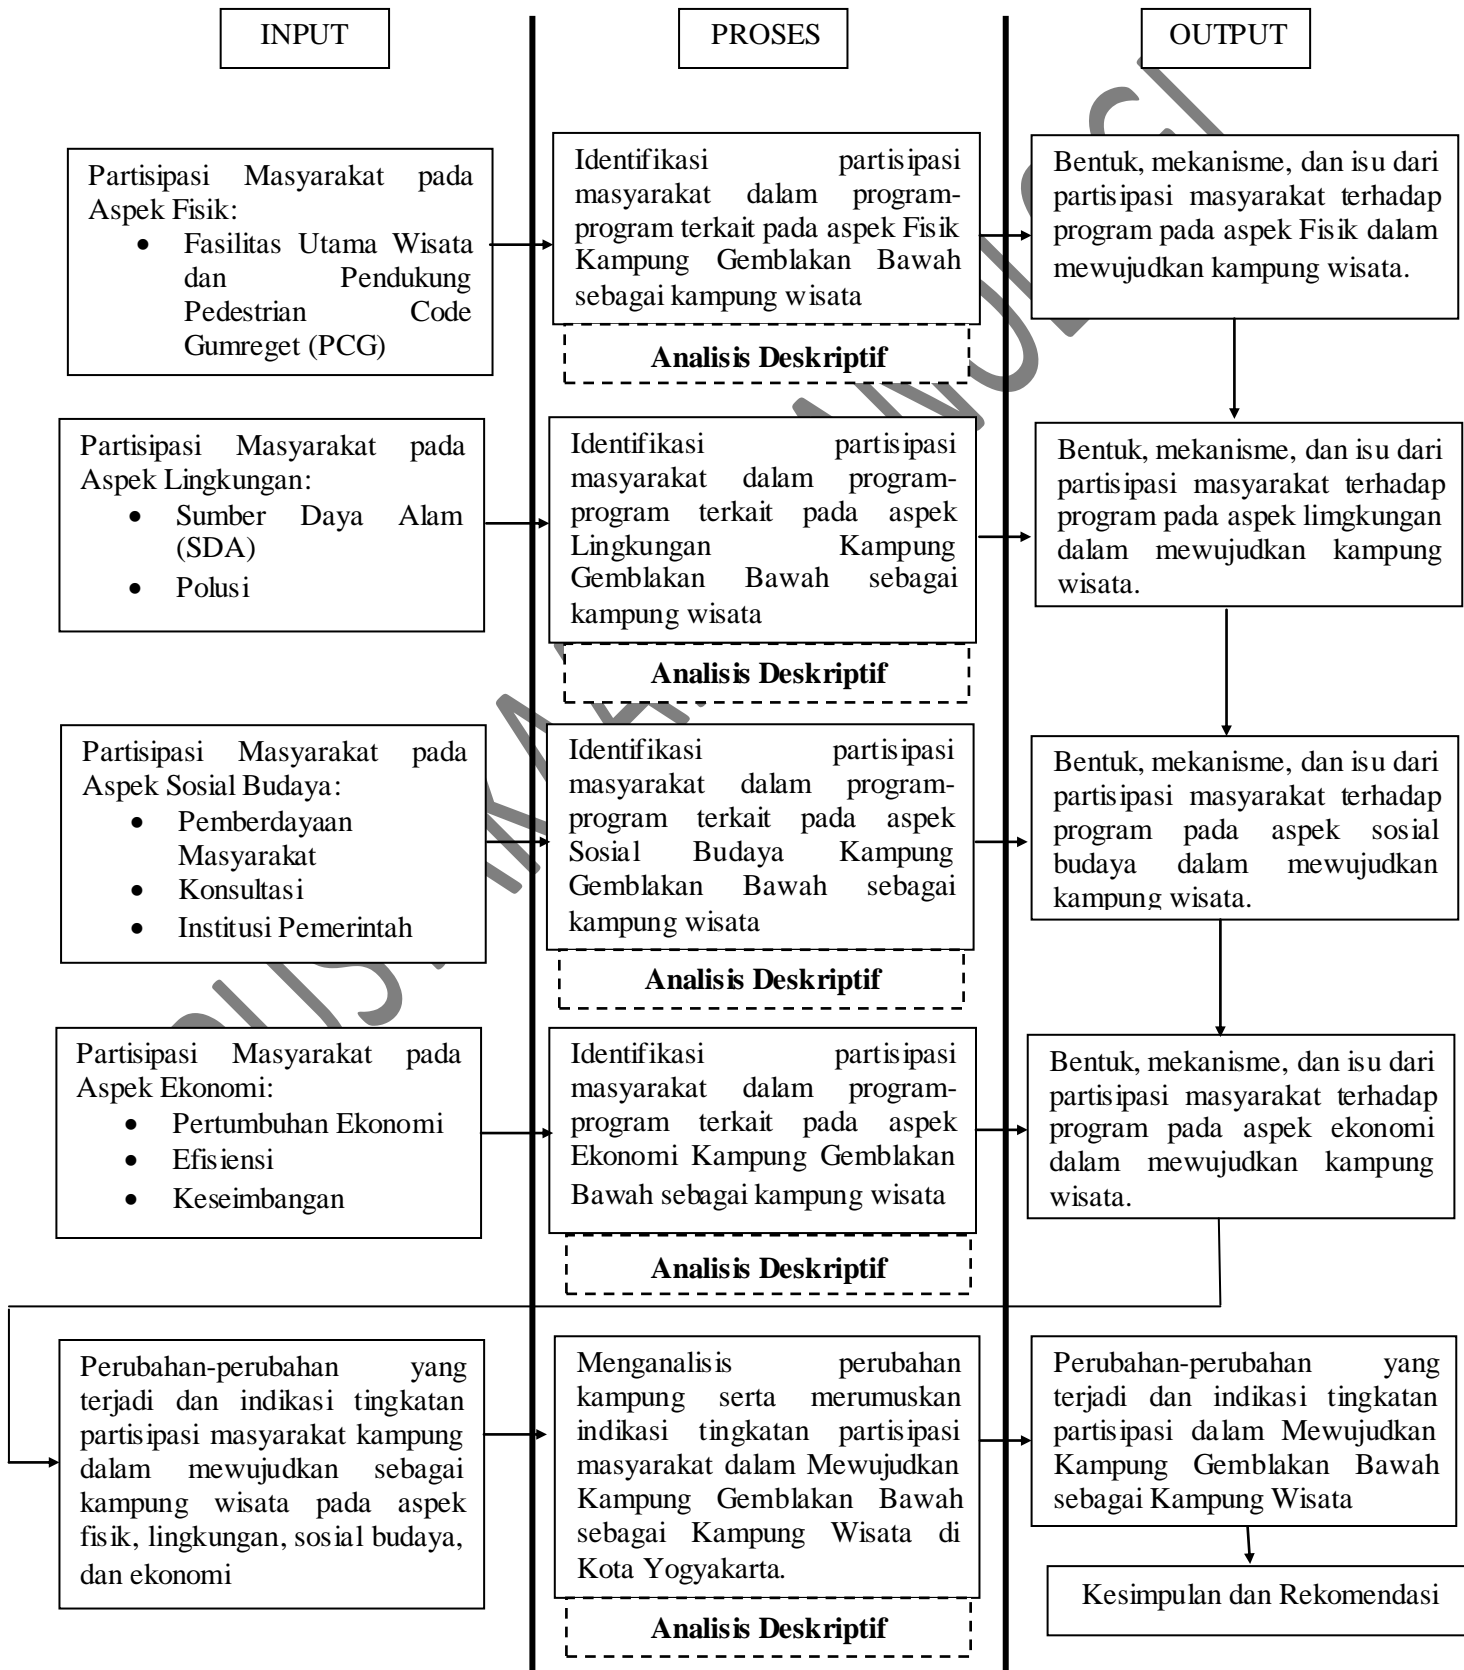 INPUT
PROSES
OUTPUT
Partisipasi Masyarakat pada
Aspek Fisik:
• Fasilitas Utama Wisata
dan Pendukung
Pedestrian Code
Gumreget (PCG)
Identifikasi partisipasi
masyarakat dalam program-
program terkait pada aspek Fisik
Kampung Gemblakan Bawah
sebagai kampung wisata
Analisis Deskriptif
Bentuk, mekanisme, dan isu dari
partisipasi masyarakat terhadap
program pada aspek Fisik dalam
mewujudkan kampung wisata.
Partisipasi Masyarakat pada
Aspek Lingkungan:
• Sumber Daya Alam
(SDA)
• Polusi
Identifikasi partisipasi
masyarakat dalam program-
program terkait pada aspek
Lingkungan Kampung
Gemblakan Bawah sebagai
kampung wisata
Analisis Deskriptif
Bentuk, mekanisme, dan isu dari
partisipasi masyarakat terhadap
program pada aspek limgkungan
dalam mewujudkan kampung
wisata.
Partisipasi Masyarakat pada
Aspek Sosial Budaya:
• Pemberdayaan
Masyarakat
• Konsultasi
• Institusi Pemerintah
Identifikasi partisipasi
masyarakat dalam program-
program terkait pada aspek
Sosial Budaya Kampung
Gemblakan Bawah sebagai
kampung wisata
Analisis Deskriptif
Bentuk, mekanisme, dan isu dari
partisipasi masyarakat terhadap
program pada aspek sosial
budaya dalam mewujudkan
kampung wisata.
Partisipasi Masyarakat pada
Aspek Ekonomi:
• Pertumbuhan Ekonomi
• Efisiensi
• Keseimbangan
Identifikasi partisipasi
masyarakat dalam program-
program terkait pada aspek
Ekonomi Kampung Gemblakan
Bawah sebagai kampung wisata
Analisis Deskriptif
Bentuk, mekanisme, dan isu dari
partisipasi masyarakat terhadap
program pada aspek ekonomi
dalam mewujudkan kampung
wisata.
Perubahan-perubahan yang
terjadi dan indikasi tingkatan
partisipasi masyarakat kampung
dalam mewujudkan sebagai
kampung wisata pada aspek
fisik, lingkungan, sosial budaya,
dan ekonomi
Menganalisis perubahan
kampung serta merumuskan
indikasi tingkatan partisipasi
masyarakat dalam Mewujudkan
Kampung Gemblakan Bawah
sebagai Kampung Wisata di
Kota Yogyakarta.
Analisis Deskriptif
Perubahan-perubahan yang
terjadi dan indikasi tingkatan
partisipasi dalam Mewujudkan
Kampung Gemblakan Bawah
sebagai Kampung Wisata
Kesimpulan dan Rekomendasi